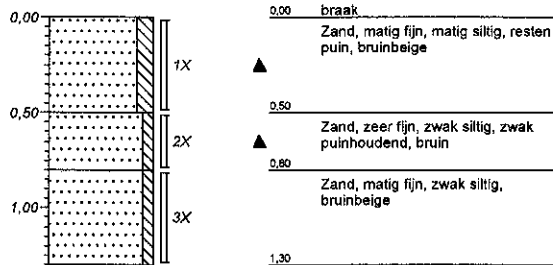 0,00
0,50
1,00
1X
2X
3X
0,00 braak
Zand, matig fijn, matig siltig, resten
puin, bruinbeige
0,50
Zand, zeer fijn, zwak siltig, zwak
puinhoudend, bruin
0,80
Zand, matig fijn, zwak siltig,
bruinbeige
1,30